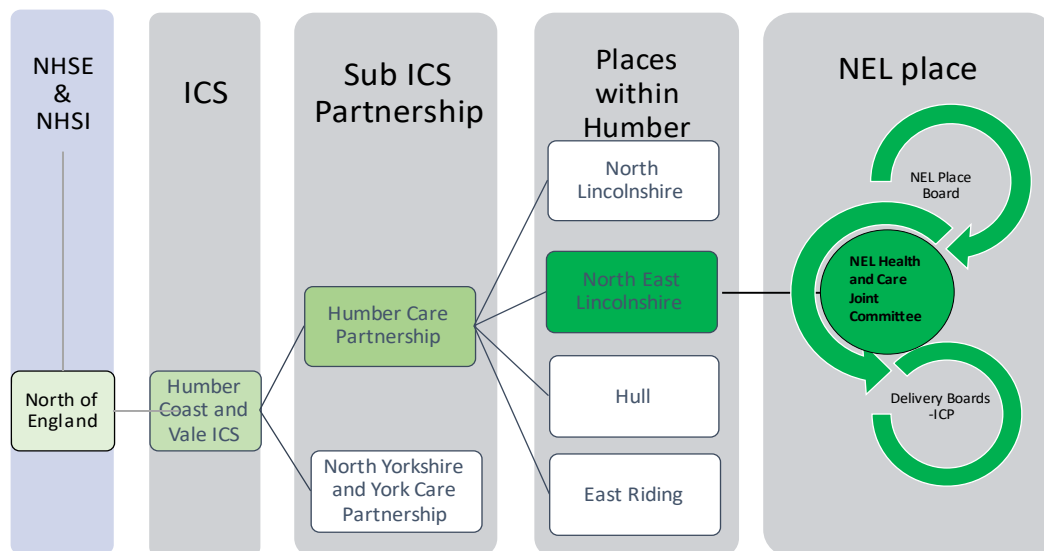 NHSE
&
NHSI
North of
England
ICS
Humber
Coast and
Vale ICS
Sub ICS
Partnership
Humber Care
Partnership
North Yorkshire
and York Care
Partnership
Places
within
Humber
North
Lincolnshire
North East
Lincolnshire
Hull
East Riding
NEL place
NEL Place
Board
NEL Health
and Care
Joint
Committee
Delivery Boards
-ICP